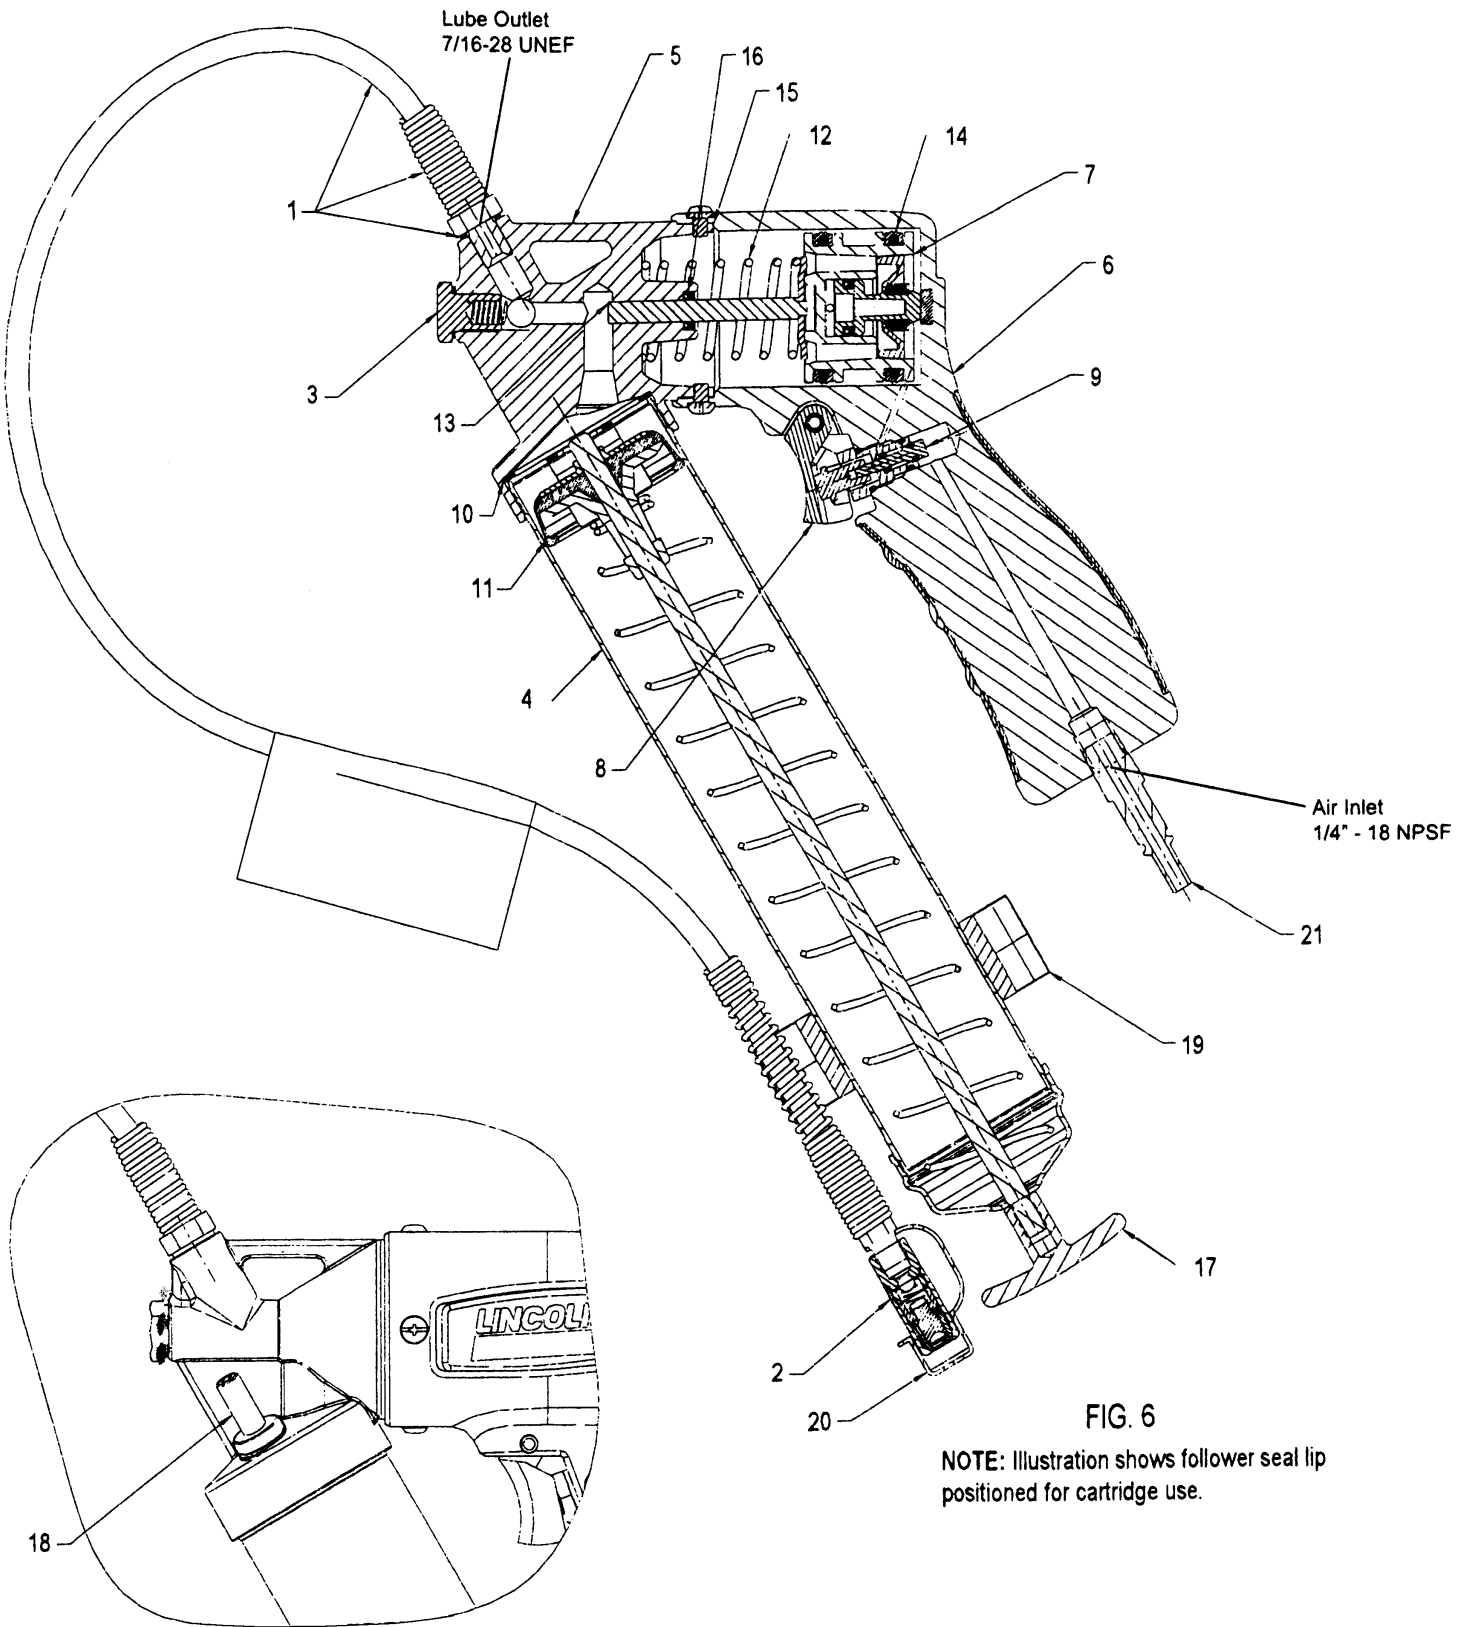 Lube Outlet
7/16-28 UNEF
5
16
15
12
14
7
1
6
3
9
13
10
11
4
8
Air Inlet
1/4" - 18 NPSF
21
19
17
2
20
LINCOL
18
FIG. 6
NOTE: Illustration shows follower seal lip
positioned for cartridge use.